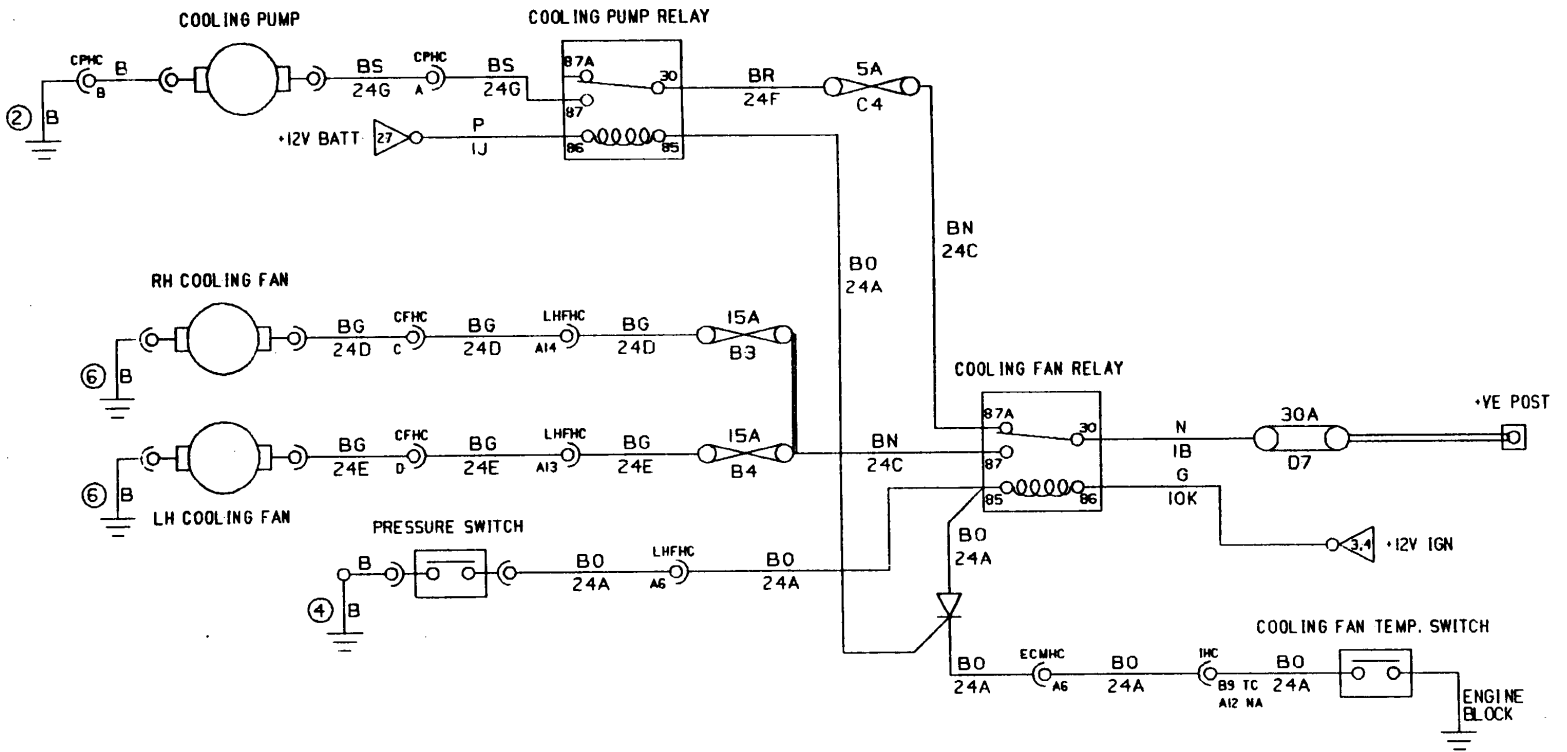 COOLING PUMP
COOLING PUMP RELAY
CPHC
B
B
BS
24G
CPHC
A
BS
24G
87A
30
87
BR
24F
5A
C4
2
B
+12V BATT
27
P
1J
86
85
BN
24C
BO
24A
RH COOLING FAN
BG
24D
CFHC
C
BG
24D
LHFHC
A14
BG
24D
15A
B3
6
B
COOLING FAN RELAY
87A
30
87
N
1B
30A
D7
+VE POST
BG
24E
CFHC
D
BG
24E
LHFHC
A13
BG
24E
15A
B4
BN
24C
6
B
LH COOLING FAN
85
86
G
10K
3,4
+12V IGN
PRESSURE SWITCH
B
BO
24A
LHFHC
A6
BO
24A
BO
24A
4
B
COOLING FAN TEMP. SWITCH
BO
24A
ECMHC
A6
BO
24A
IHC
B9 TC
A12 NA
BO
24A
ENGINE
BLOCK